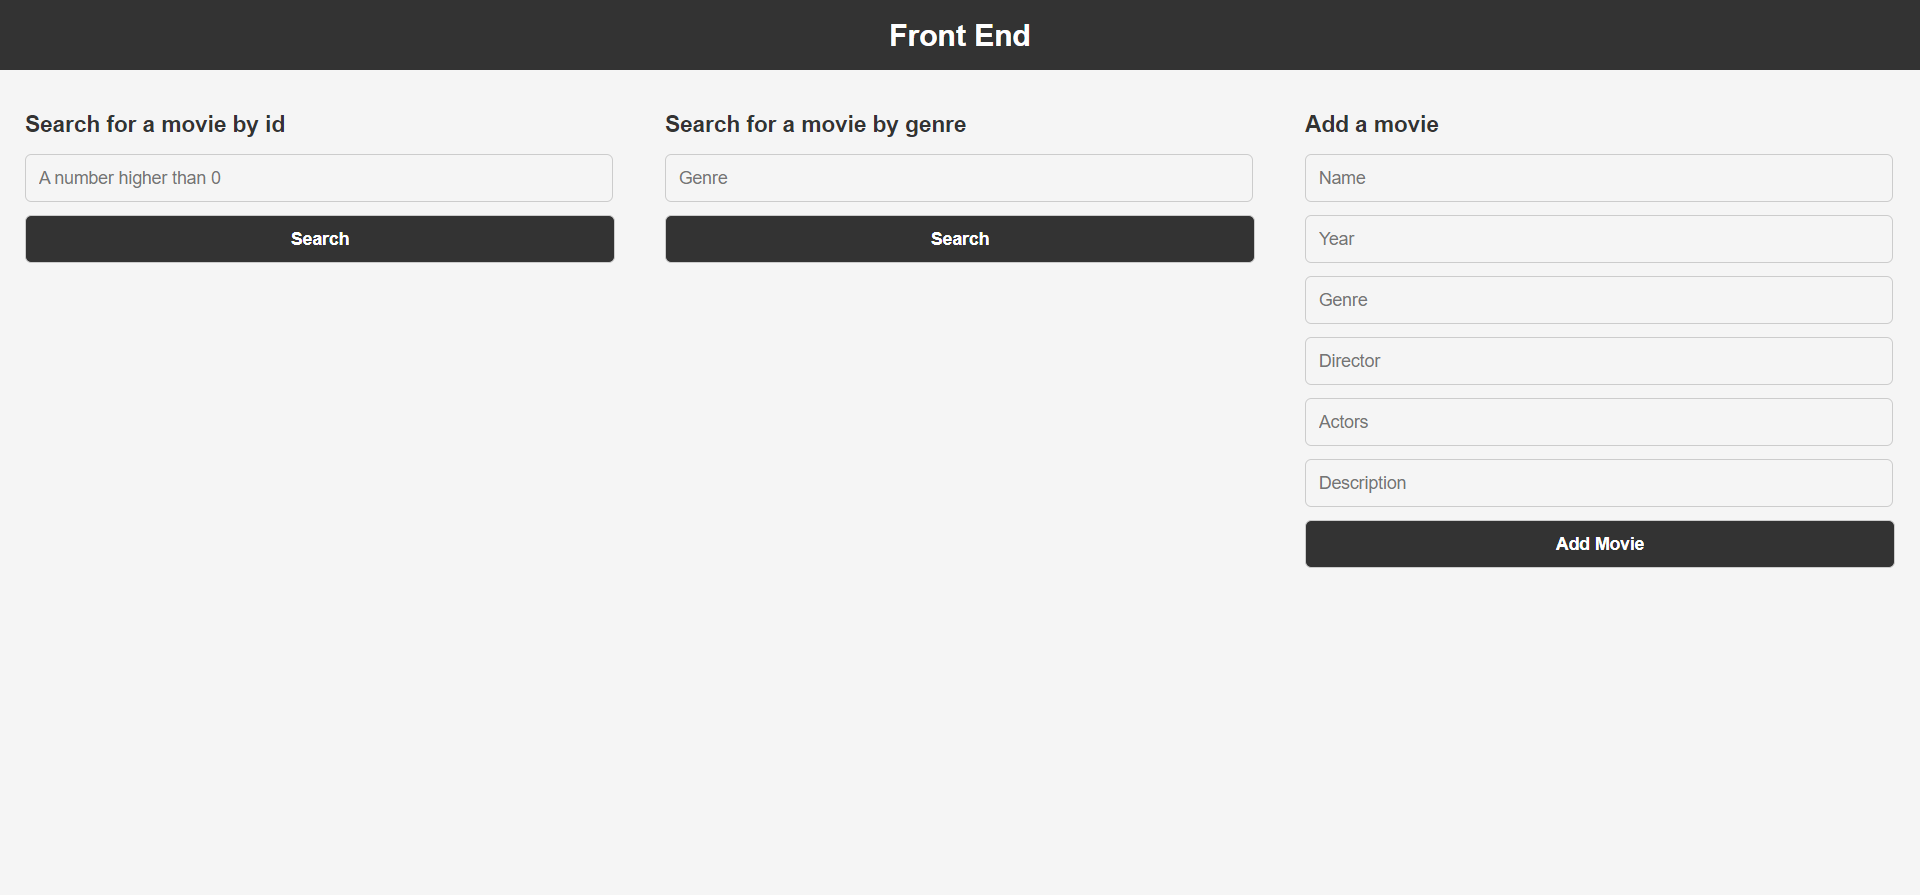 Front End
Search for a movie by id
A number higher than 0
Search
Search for a movie by genre
Genre
Search
Add a movie
Name
Year
Genre
Director
Actors
Description
Add Movie